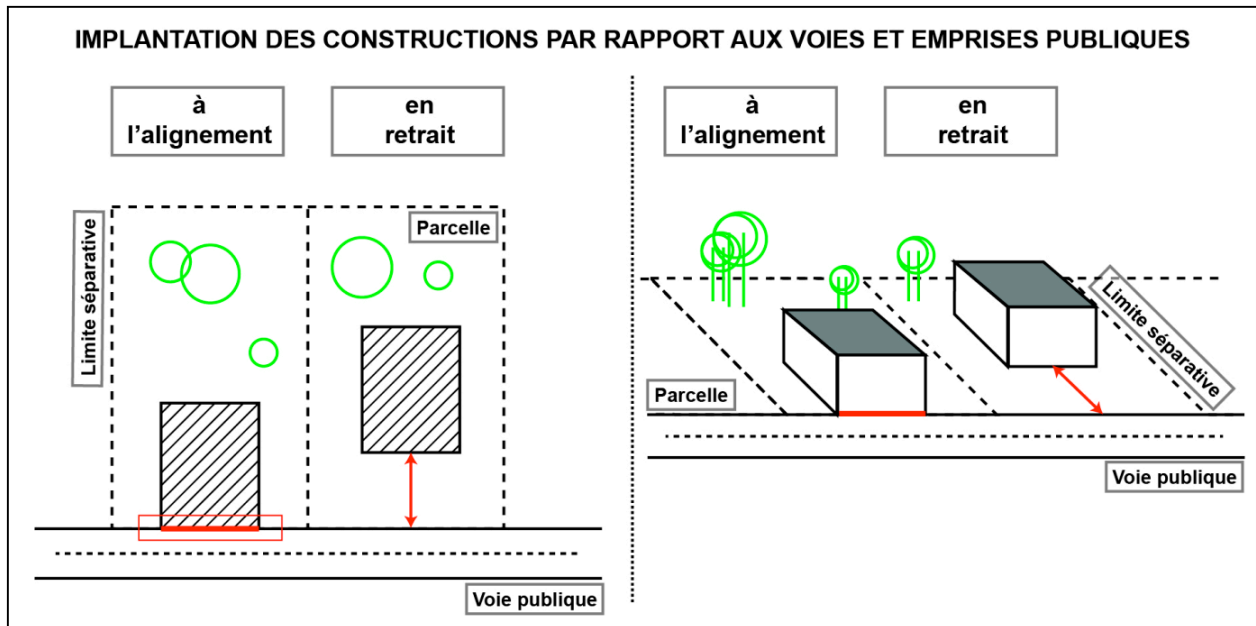 IMPLANTATION DES CONSTRUCTIONS PAR RAPPORT AUX VOIES ET EMPRISES PUBLIQUES
à
l'alignement
en
retrait
Limite séparative
Parcelle
Voie publique
à
l'alignement
en
retrait
Limite séparative
Parcelle
Voie publique